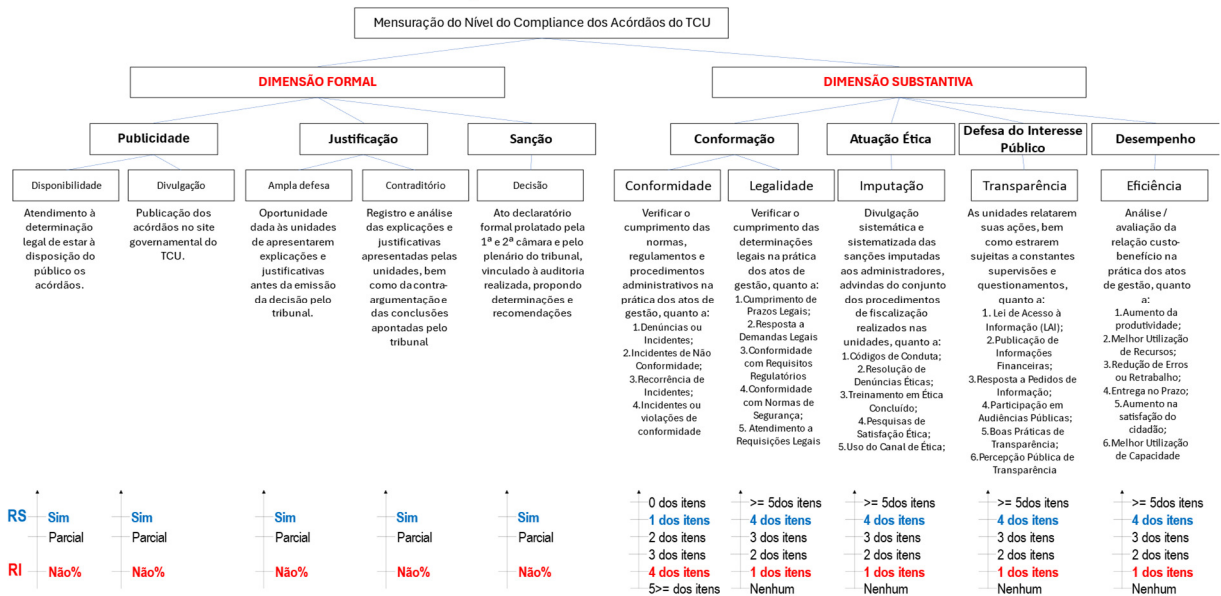 Mensuração do Nível do Compliance dos Acórdãos do TCU
DIMENSÃO FORMAL
DIMENSÃO SUBSTANTIVA
Publicidade
Justificação
Sanção
Conformação
Atuação Ética
Defesa do Interesse
Público
Desempenho
Disponibilidade
Divulgação
Ampla defesa
Contraditório
Decisão
Conformidade
Legalidade
Imputação
Transparência
Eficiência
Atendimento à
determinação
legal de estar à
disposição do
público os
acórdãos.
Publicação dos
acórdãos no site
governamental do
TCU.
Oportunidade
dada às unidades
de apresentarem
explicações e
justificativas
antes da emissão
da decisão pelo
tribunal.
Registro e análise
das explicações e
justificativas
apresentadas pelas
unidades, bem
como da contra-
argumentação e
das conclusões
apontadas pelo
tribunal
Ato declaratório
formal prolatado pela
1ª e 2ª câmara e pelo
plenário do tribunal,
vinculado à auditoria
realizada, propondo
determinações e
recomendações
Verificar o
cumprimento das
normas,
regulamentos e
procedimentos
administrativos na
prática dos atos de
gestão, quanto a:
1.Denúncias ou
Incidentes;
2.Incidentes de Não
Conformidade;
3.Recorrência de
Incidentes;
4.Incidentes ou
violações de
conformidade
Verificar o
cumprimento das
determinações
legais na prática
dos atos de
gestão, quanto a:
1.Cumprimento de
Prazos Legais;
2.Resposta a
Demandas Legais
3.Conformidade
com Requisitos
Regulatórios
4.Conformidade
com Normas de
Segurança;
5. Atendimento a
Requisições Legais
Divulgação
sistemática e
sistematizada das
sanções imputadas
aos administradores,
advindas do conjunto
dos procedimentos
de fiscalização
realizados nas
unidades, quanto a:
1.Códigos de Conduta;
2.Resolução de
Denúncias Éticas;
3.Treinamento em Ética
Concluído;
4.Pesquisas de
Satisfação Ética;
5.Uso do Canal de Ética;
As unidades relatarem
suas ações, bem
como estrarem
sujeitas a constantes
supervisões e
questionamentos,
quanto a:
1. Lei de Acesso à
Informação (LAI);
2.Publicação de
Informações
Financeiras;
3.Resposta a Pedidos de
Informação;
4.Participação em
Audiências Públicas;
5.Boas Práticas de
Transparência;
6.Percepção Pública de
Transparência
Análise /
avaliação da
relação custo-
benefício na
prática dos atos
de gestão, quanto
a:
1.Aumento da
produtividade;
2.Melhor Utilização
de Recursos;
3.Redução de Erros
ou Retrabalho;
4.Entrega no Prazo;
5.Aumento na
satisfação do
cidadão;
6.Melhor Utilização
de Capacidade
0 dos itens
>= 5dos itens
>= 5dos itens
>= 5dos itens
>= 5dos itens
RS
Sim
Sim
Sim
Sim
Sim
1 dos itens
4 dos itens
4 dos itens
4 dos itens
4 dos itens
Parcial
Parcial
Parcial
Parcial
Parcial
2 dos itens
3 dos itens
3 dos itens
3 dos itens
3 dos itens
3 dos itens
2 dos itens
2 dos itens
2 dos itens
2 dos itens
RI
Não%
Não%
Não%
Não%
Não%
4 dos itens
1 dos itens
1 dos itens
1 dos itens
1 dos itens
5>= dos itens
Nenhum
Nenhum
Nenhum
Nenhum